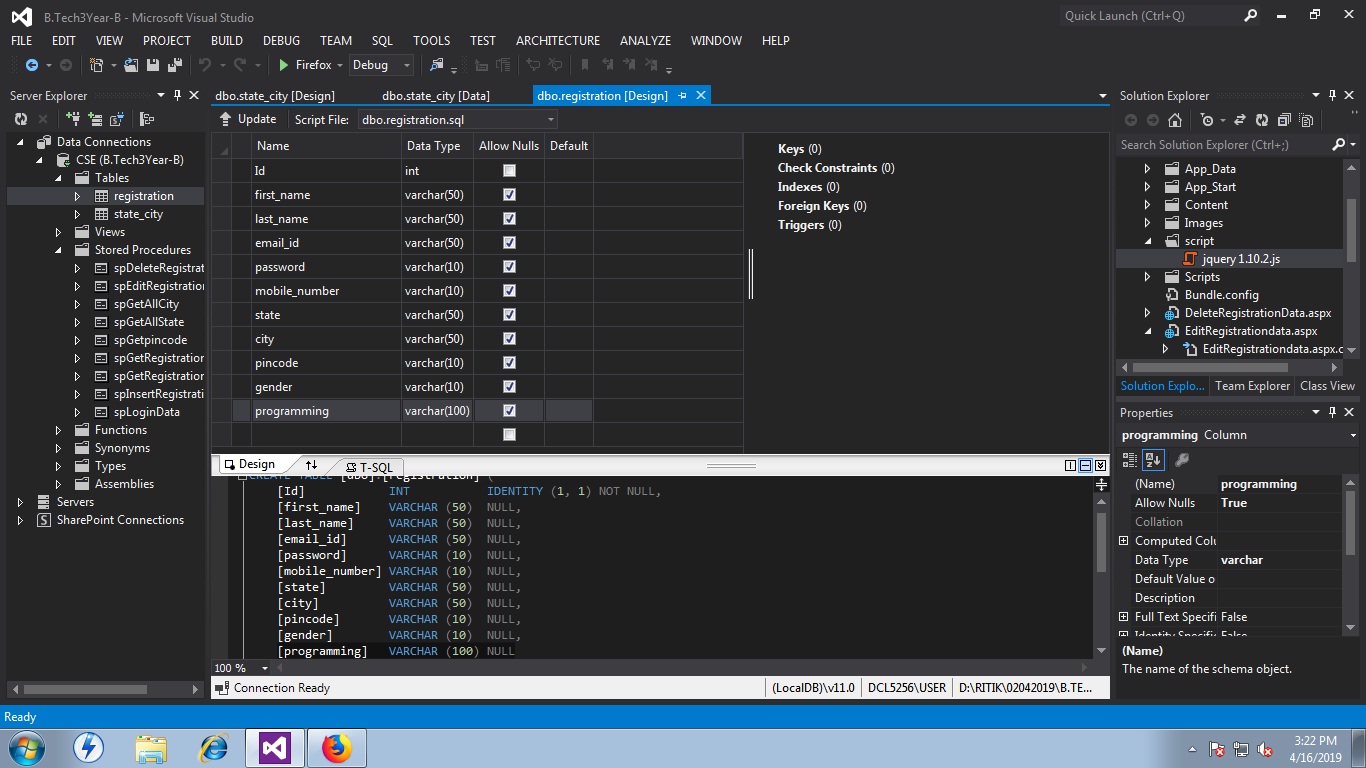 B.Tech3Year-B - Microsoft Visual Studio
Quick Launch (Ctrl+Q)
FILE EDIT VIEW PROJECT BUILD DEBUG TEAM SQL TOOLS TEST ARCHITECTURE ANALYZE WINDOW HELP
Firefox Debug
Server Explorer
Data Connections
CSE (B.Tech3Year-B)
Tables
registration
state_city
Views
Stored Procedures
spDeleteRegistrat
spEditRegistration
spGetAllCity
spGetAllState
spGetpincode
spGetRegistration
spGetRegistration
spInsertRegistrati
spLoginData
Functions
Synonyms
Types
Assemblies
Servers
SharePoint Connections
dbo.state_city [Design] dbo.state_city [Data] dbo.registration [Design]
Update Script File: dbo.registration.sql
Name Data Type Allow Nulls Default
Id int
first_name varchar(50)
last_name varchar(50)
email_id varchar(50)
password varchar(10)
mobile_number varchar(10)
state varchar(50)
city varchar(50)
pincode varchar(10)
gender varchar(10)
programming varchar(100)
Keys (0)
Check Constraints (0)
Indexes (0)
Foreign Keys (0)
Triggers (0)
Design T-SQL
CREATE TABLE [dbo].[registration] (
[Id] INT IDENTITY (1, 1) NOT NULL,
[first_name] VARCHAR (50) NULL,
[last_name] VARCHAR (50) NULL,
[email_id] VARCHAR (50) NULL,
[password] VARCHAR (10) NULL,
[mobile_number] VARCHAR (10) NULL,
[state] VARCHAR (50) NULL,
[city] VARCHAR (50) NULL,
[pincode] VARCHAR (10) NULL,
[gender] VARCHAR (10) NULL,
[programming] VARCHAR (100) NULL
100 %
Connection Ready (LocalDB)\v11.0 DCL5256\USER D:\RITIK\02042019\B.TE...
Solution Explorer
Search Solution Explorer (Ctrl+;)
App_Data
App_Start
Content
Images
script
jquery 1.10.2.js
Scripts
Bundle.config
DeleteRegistrationData.aspx
EditRegistrationdata.aspx
EditRegistrationdata.aspx.c
Solution Explo... Team Explorer Class View
Properties
programming Column
(Name) programming
Allow Nulls True
Collation
Computed Colu
Data Type varchar
Default Value o
Description
Full Text Specifi False
Identity Specific False
(Name)
The name of the schema object.
Ready
3:22 PM
4/16/2019